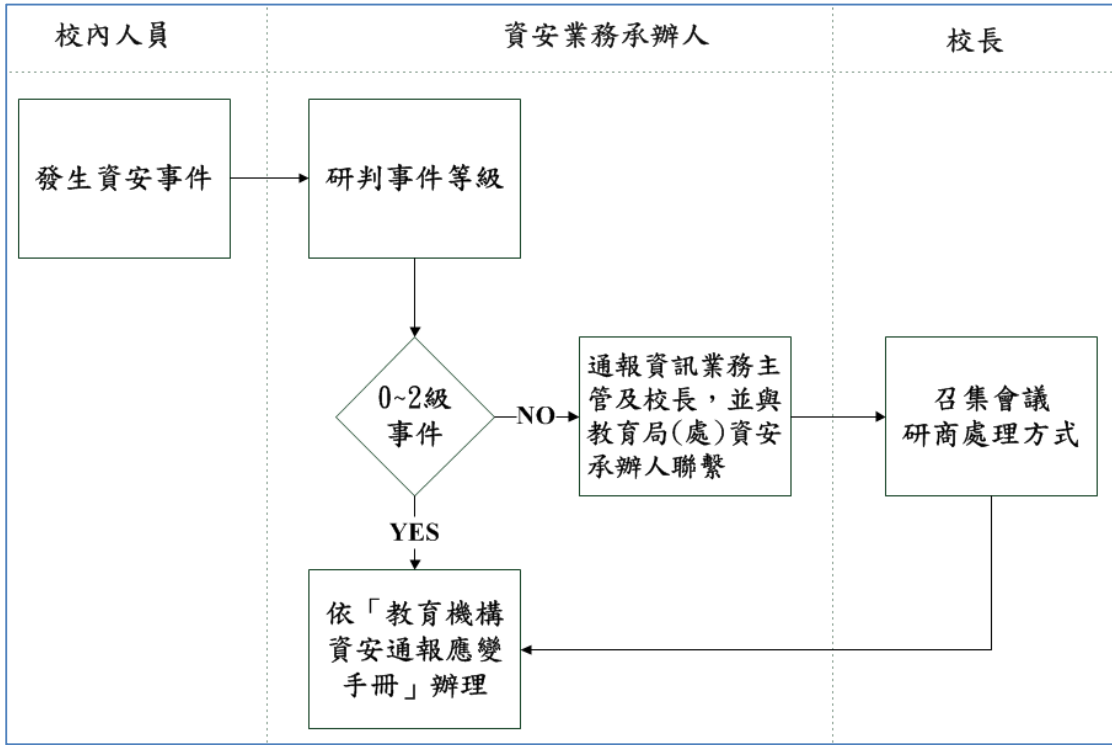 校內人員
資安業務承辦人
校長
發生資安事件
研判事件等級
0~2級
事件
NO
通報資訊業務主
管及校長，並與
教育局(處)資安
承辦人聯繫
召集會議
研商處理方式
YES
依「教育機構
資安通報應變
手冊」辦理